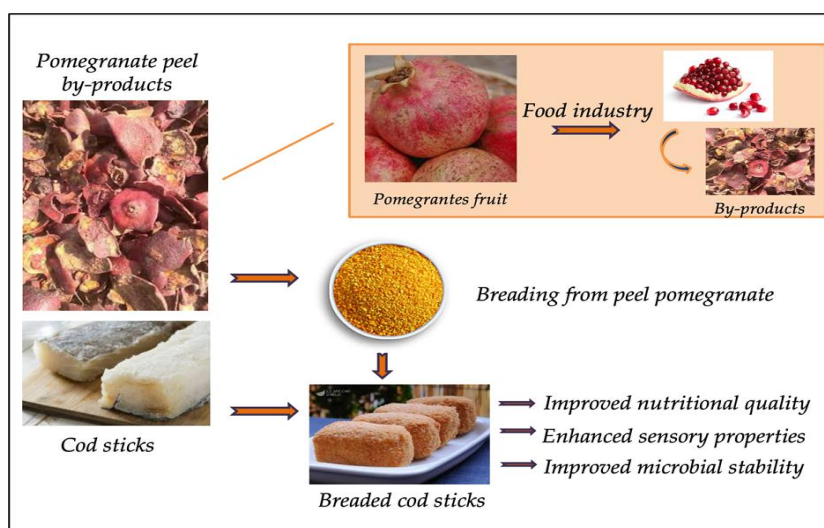 Pomegranate peel
by-products
Food industry
Pomegrantes fruit
By-products
Breading from peel pomegranate
Cod sticks
Breaded cod sticks
Improved nutritional quality
Enhanced sensory properties
Improved microbial stability